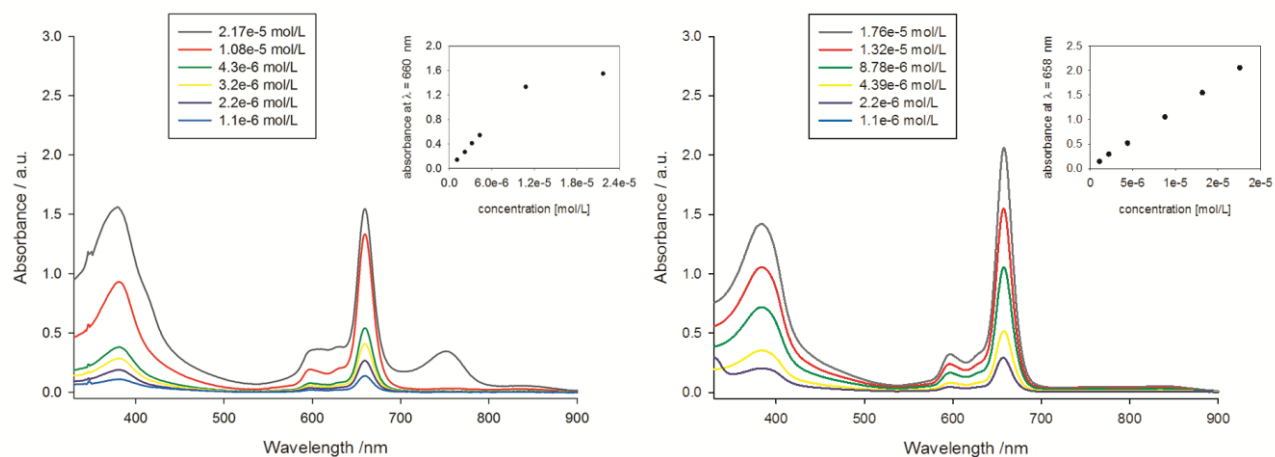 2.17e-5 mol/L
1.08e-5 mol/L
4.3e-6 mol/L
3.2e-6 mol/L
2.2e-6 mol/L
1.1e-6 mol/L
absorbance at λ = 660 nm
2.0
1.6
1.2
0.8
0.4
0.0
0.0 6.0e-6 1.2e-5 1.8e-5 2.4e-5
concentration [mol/L]
Absorbance / a.u.
3.0
2.5
2.0
1.5
1.0
0.5
0.0
400 500 600 700 800 900
Wavelength /nm
1.76e-5 mol/L
1.32e-5 mol/L
8.78e-6 mol/L
4.39e-6 mol/L
2.2e-6 mol/L
1.1e-6 mol/L
absorbance at λ = 658 nm
2.5
2.0
1.5
1.0
0.5
0.0
0 5e-6 1e-5 2e-5 2e-5
concentration [mol/L]
Absorbance / a.u.
3.0
2.5
2.0
1.5
1.0
0.5
0.0
400 500 600 700 800 900
Wavelength /nm